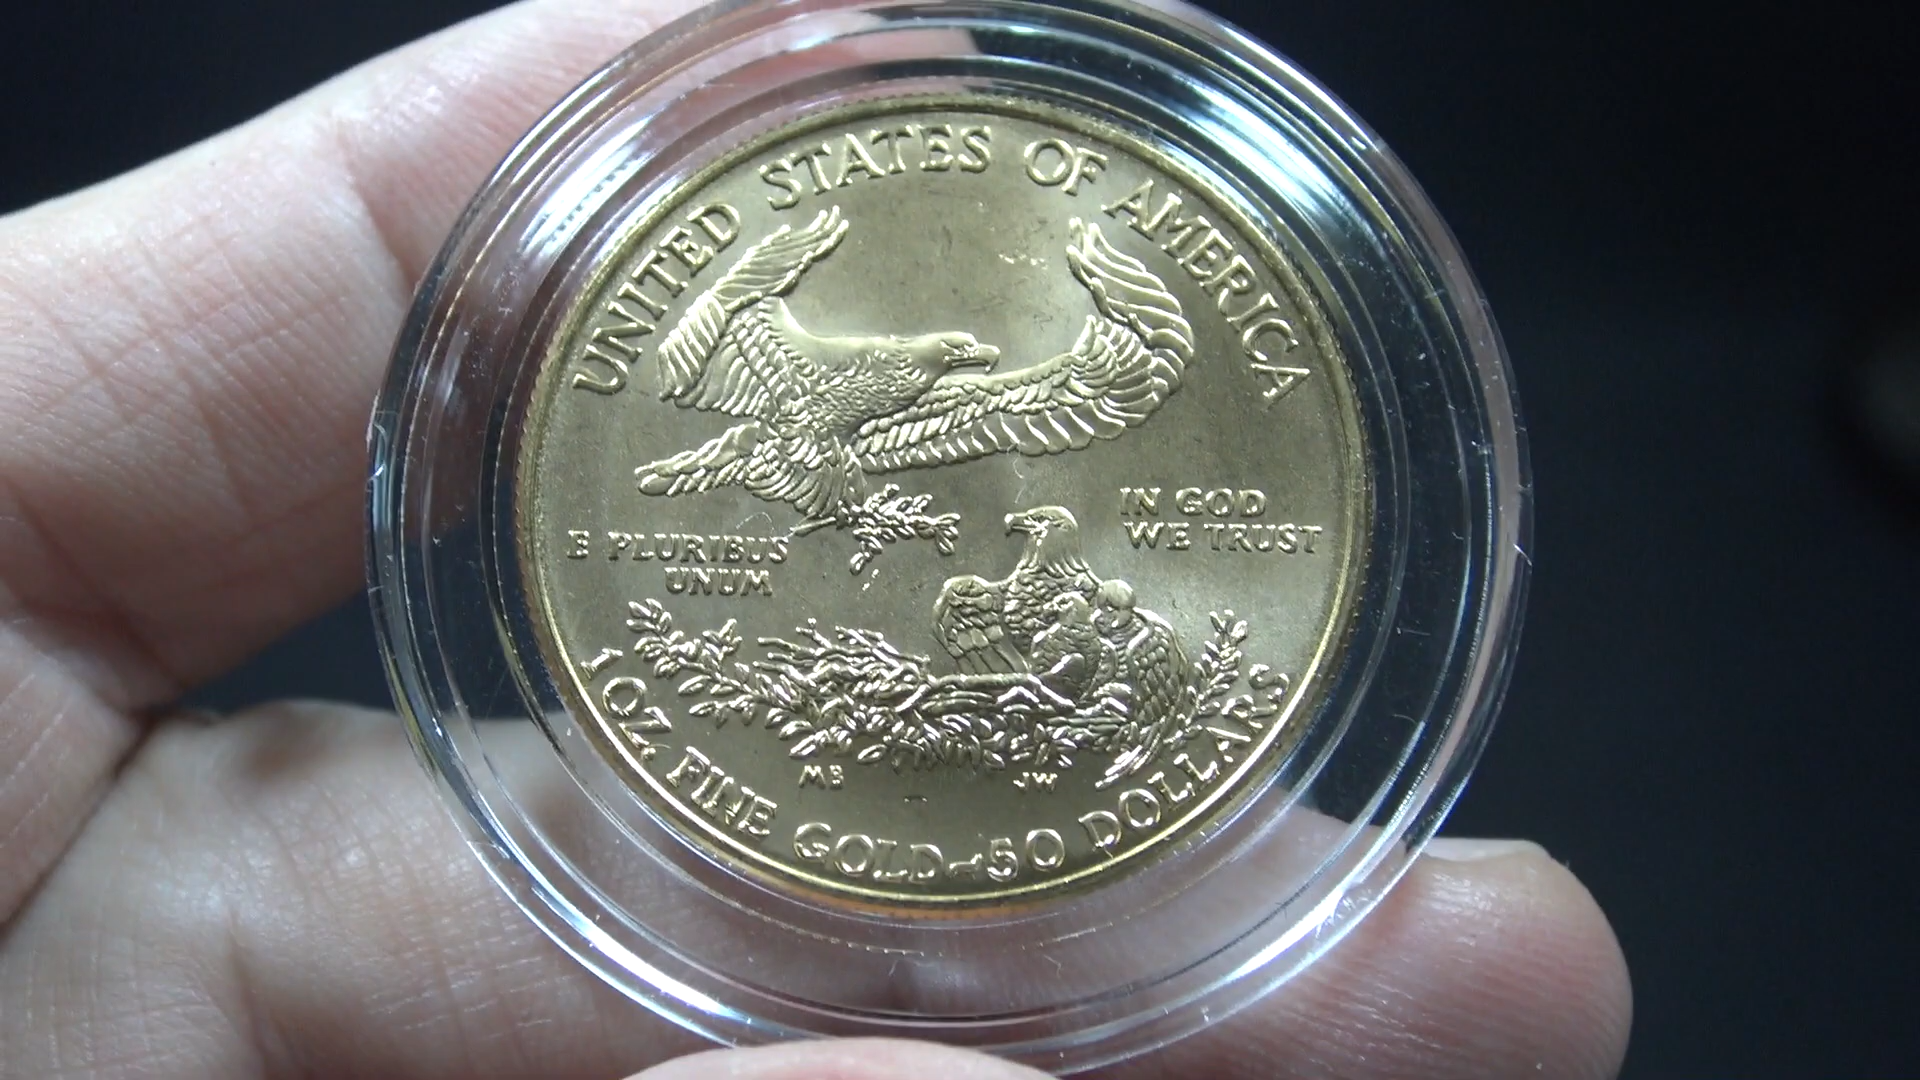 UNITED STATES OF AMERICA
E PLURIBUS
UNUM
IN GOD
WE TRUST
MB
JW
1 OZ. FINE GOLD~50 DOLLARS